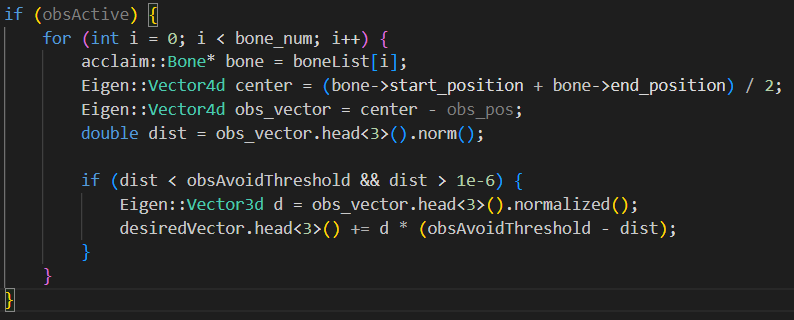 if (obsActive) {
    for (int i = 0; i < bone_num; i++) {
        acclaim::Bone* bone = boneList[i];
        Eigen::Vector4d center = (bone->start_position + bone->end_position) / 2;
        Eigen::Vector4d obs_vector = center - obs_pos;
        double dist = obs_vector.head<3>().norm();

        if (dist < obsAvoidThreshold && dist > 1e-6) {
            Eigen::Vector3d d = obs_vector.head<3>().normalized();
            desiredVector.head<3>() += d * (obsAvoidThreshold - dist);
        }
    }
}